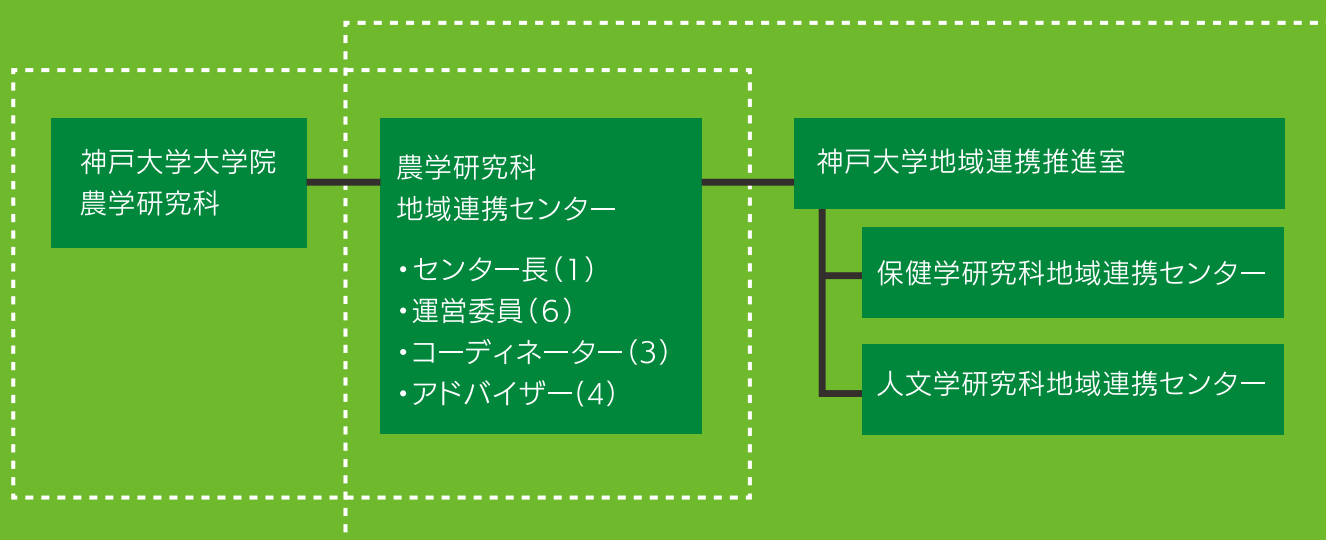 神戸大学大学院
農学研究科
農学研究科
地域連携センター
・センター長（1）
・運営委員（6）
・コーディネーター（3）
・アドバイザー（4）
神戸大学地域連携推進室
保健学研究科地域連携センター
人文学研究科地域連携センター